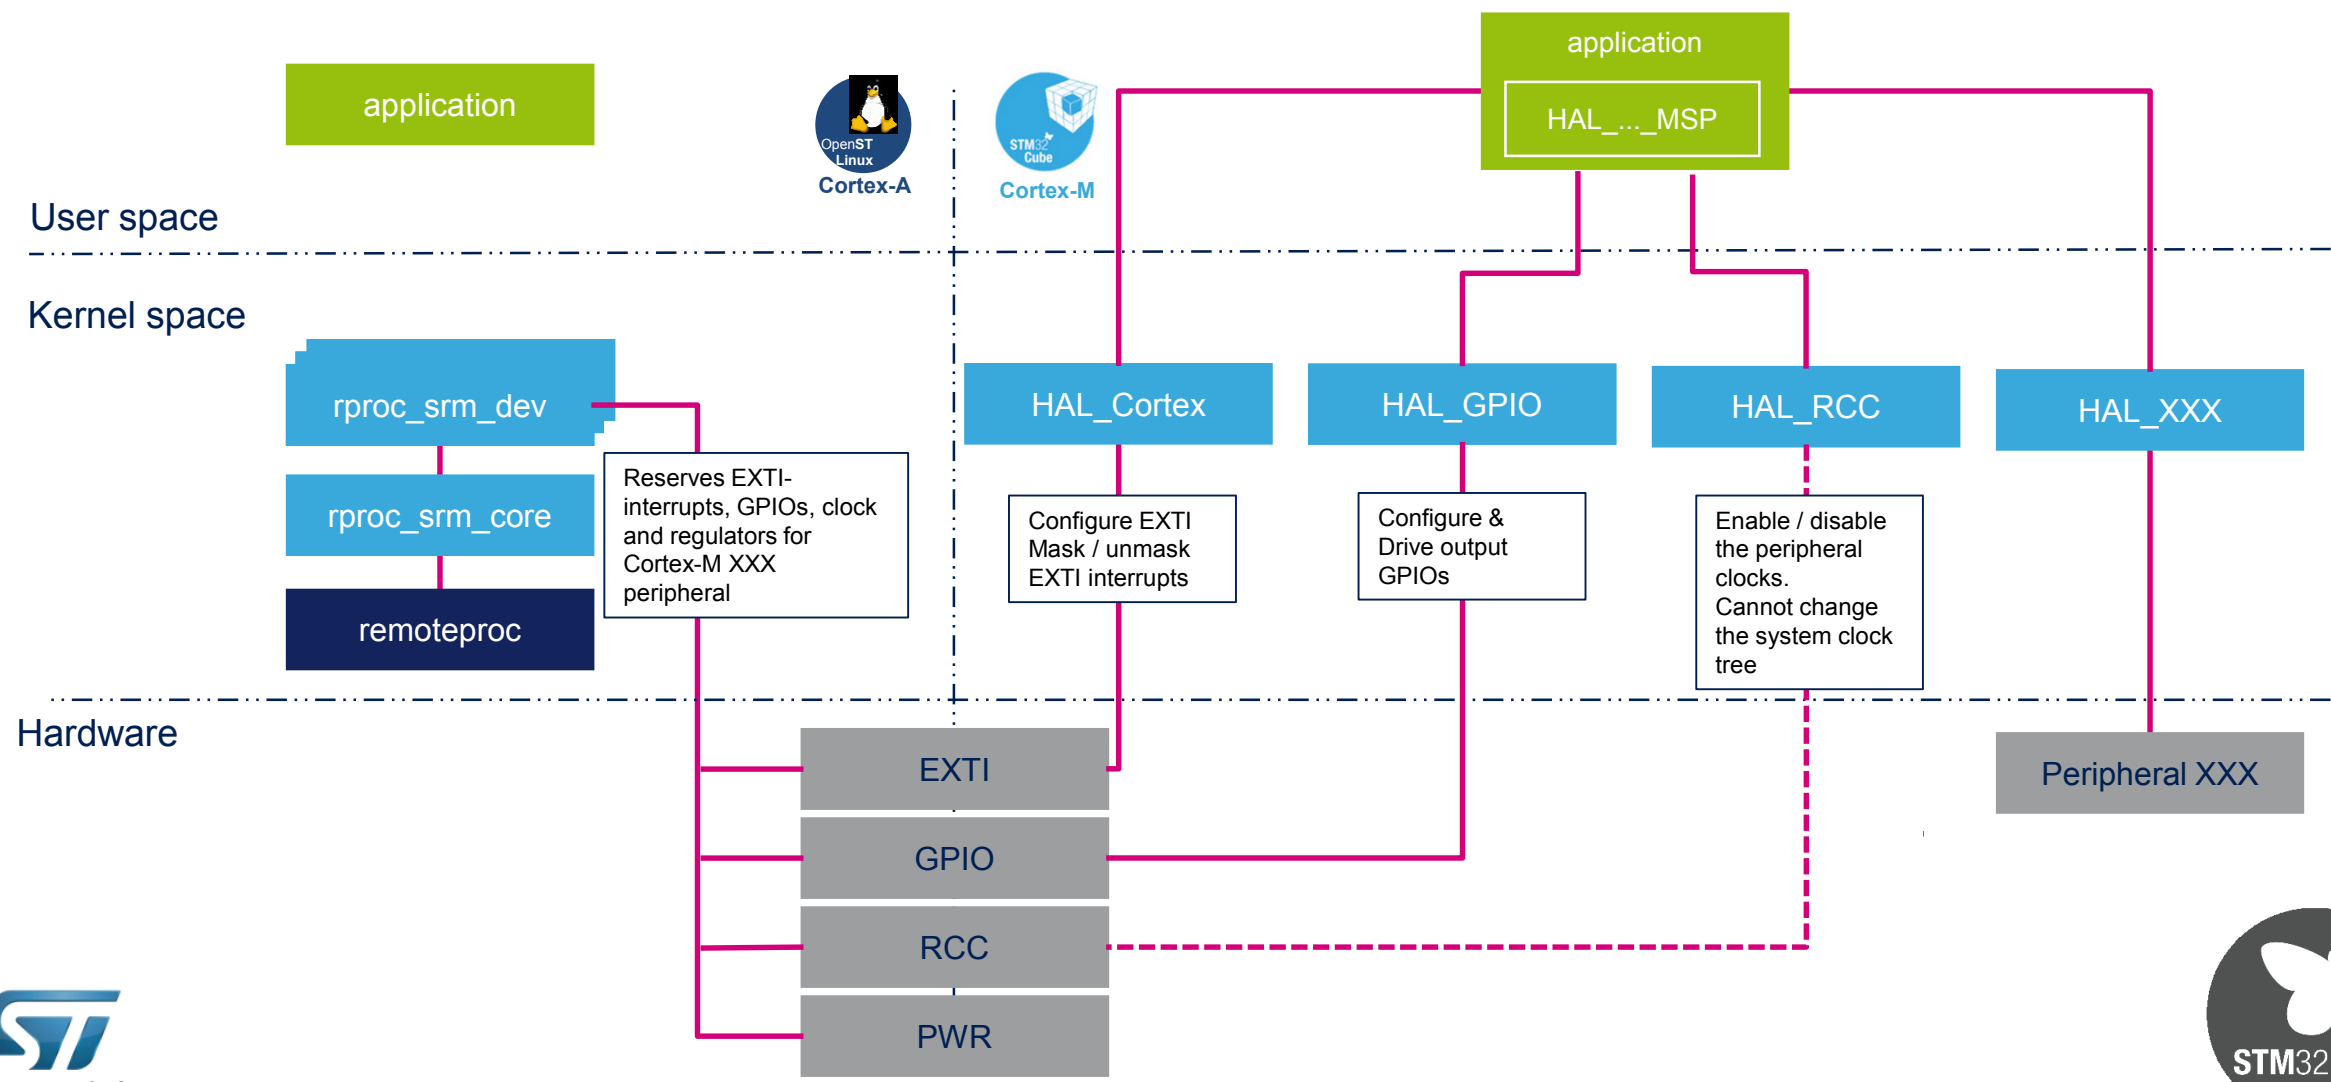 application
OpenST
Linux
Cortex-A
STM32
Cube
Cortex-M
application
HAL_..._MSP
User space
Kernel space
rproc_srm_dev
rproc_srm_core
remoteproc
Reserves EXTI-
interrupts, GPIOs, clock
and regulators for
Cortex-M XXX
peripheral
HAL_Cortex
HAL_GPIO
HAL_RCC
HAL_XXX
Configure EXTI
Mask / unmask
EXTI interrupts
Configure &
Drive output
GPIOs
Enable / disable
the peripheral
clocks.
Cannot change
the system clock
tree
Hardware
EXTI
GPIO
RCC
PWR
Peripheral XXX
ST
STM32